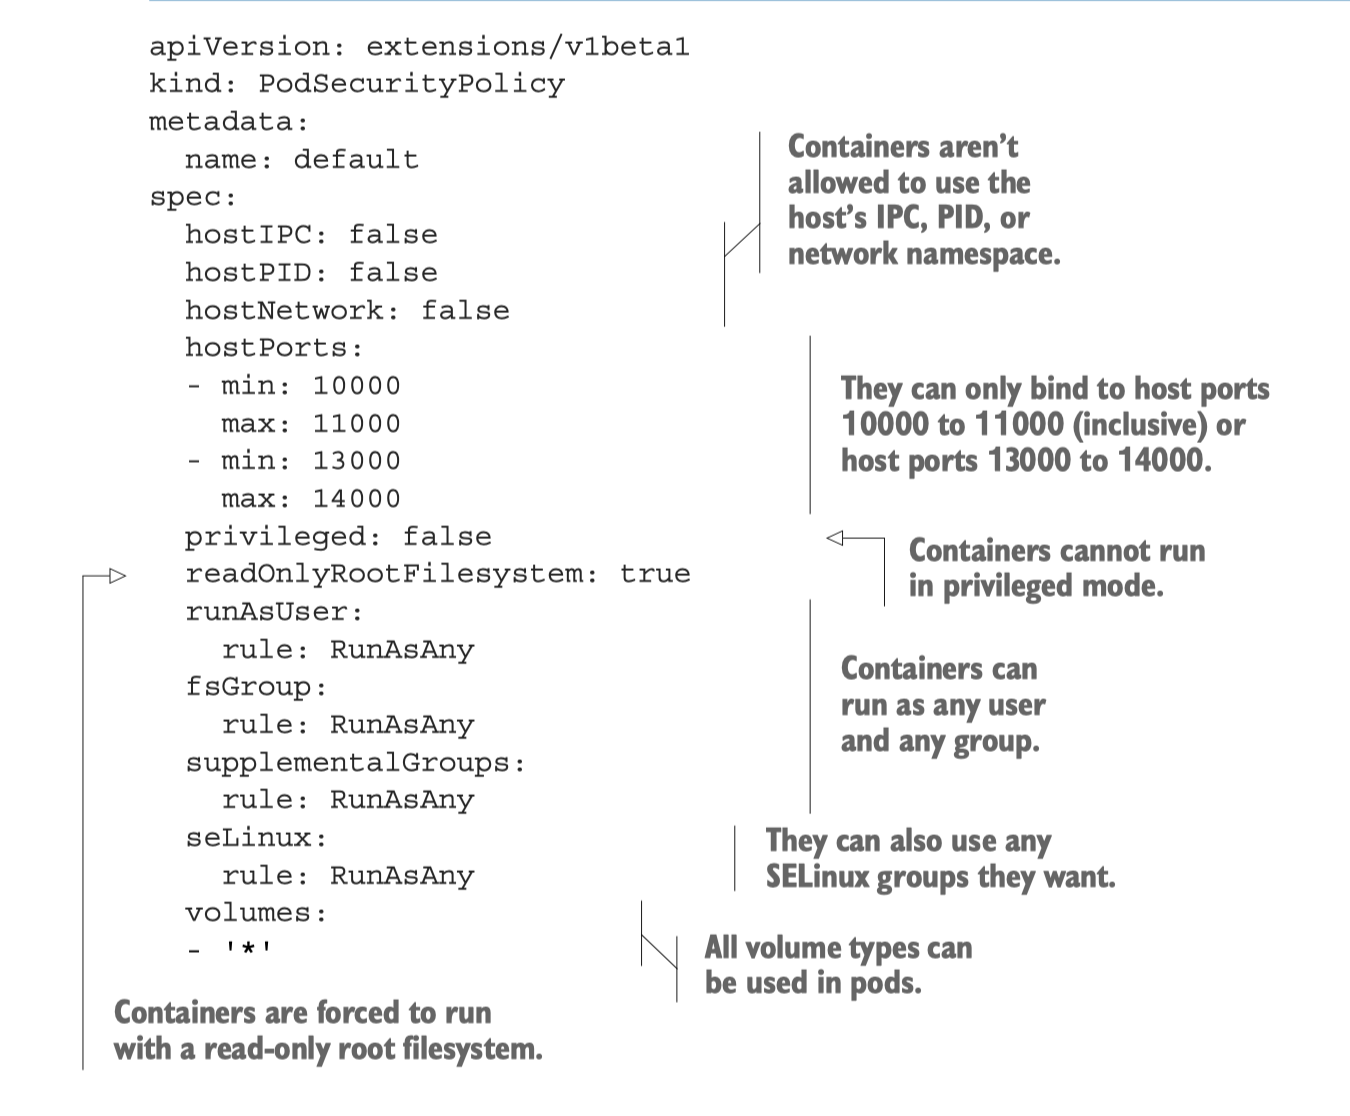 apiVersion: extensions/v1beta1
kind: PodSecurityPolicy
metadata:
  name: default
spec:
  hostIPC: false
  hostPID: false
  hostNetwork: false
  hostPorts:
  - min: 10000
    max: 11000
  - min: 13000
    max: 14000
  privileged: false
  readOnlyRootFilesystem: true
  runAsUser:
    rule: RunAsAny
  fsGroup:
    rule: RunAsAny
  supplementalGroups:
    rule: RunAsAny
  seLinux:
    rule: RunAsAny
  volumes:
  - '*'
Containers aren’t
allowed to use the
host’s IPC, PID, or
network namespace.
They can only bind to host ports
10000 to 11000 (inclusive) or
host ports 13000 to 14000.
Containers cannot run
in privileged mode.
Containers can
run as any user
and any group.
They can also use any
SELinux groups they want.
All volume types can
be used in pods.
Containers are forced to run
with a read-only root filesystem.